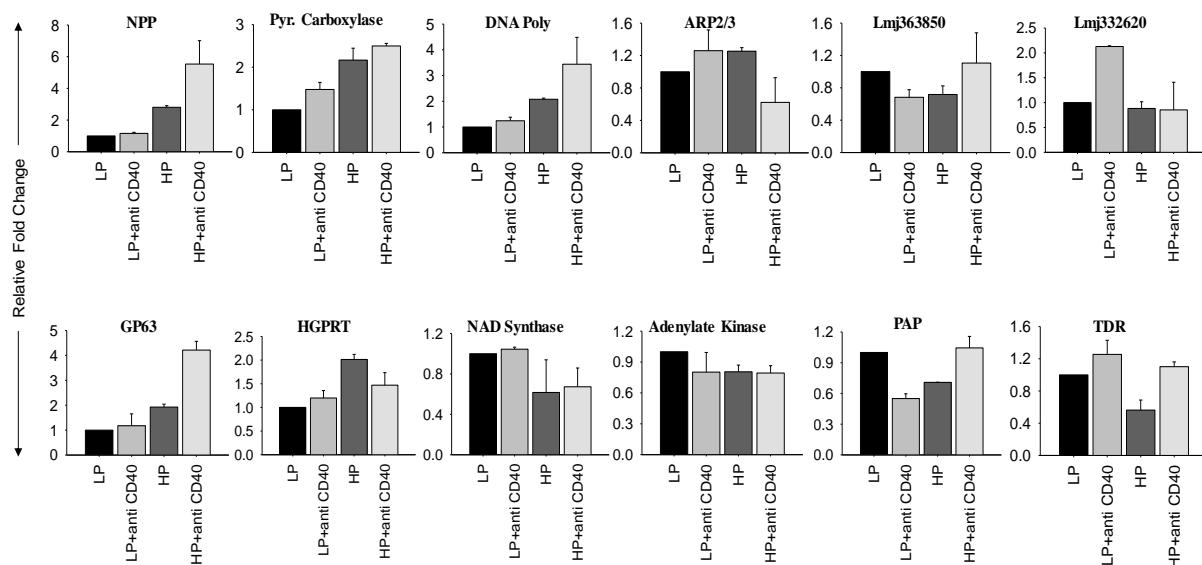 Relative Fold Change
NPP
8
6
4
2
0
LP
LP+anti CD40
HP
HP+anti CD40
Pyr. Carboxylase
3
2
1
0
LP
LP+anti CD40
HP
HP+anti CD40
DNA Poly
5
4
3
2
1
0
LP
LP+anti CD40
HP
HP+anti CD40
ARP2/3
1.6
1.2
0.8
0.4
0.0
LP
LP+anti CD40
HP
HP+anti CD40
Lmj363850
1.6
1.2
0.8
0.4
0.0
LP
LP+anti CD40
HP
HP+anti CD40
Lmj332620
2.5
2.0
1.5
1.0
0.5
0.0
LP
LP+anti CD40
HP
HP+anti CD40
GP63
5
4
3
2
1
0
LP
LP+anti CD40
HP
HP+anti CD40
HGPRT
2.5
2.0
1.5
1.0
0.5
0.0
LP
LP+anti CD40
HP
HP+anti CD40
NAD Synthase
1.2
0.8
0.4
0.0
LP
LP+anti CD40
HP
HP+anti CD40
Adenylate Kinase
1.2
0.9
0.6
0.3
0.0
LP
LP+anti CD40
HP
HP+anti CD40
PAP
1.2
0.9
0.6
0.3
0.0
LP
LP+anti CD40
HP
HP+anti CD40
TDR
1.6
1.2
0.8
0.4
0.0
LP
LP+anti CD40
HP
HP+anti CD40